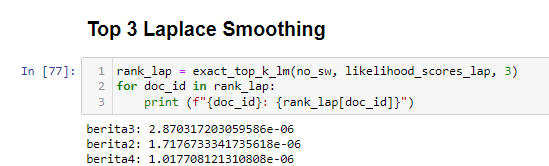 Top 3 Laplace Smoothing
In [77]:
1 rank_lap = exact_top_k_lm(no_sw, likelihood_scores_lap, 3)
2 for doc_id in rank_lap:
3     print (f"{doc_id}: {rank_lap[doc_id]}")
berita3: 2.870317203059586e-06
berita2: 1.7176733341735618e-06
berita4: 1.017708121310808e-06